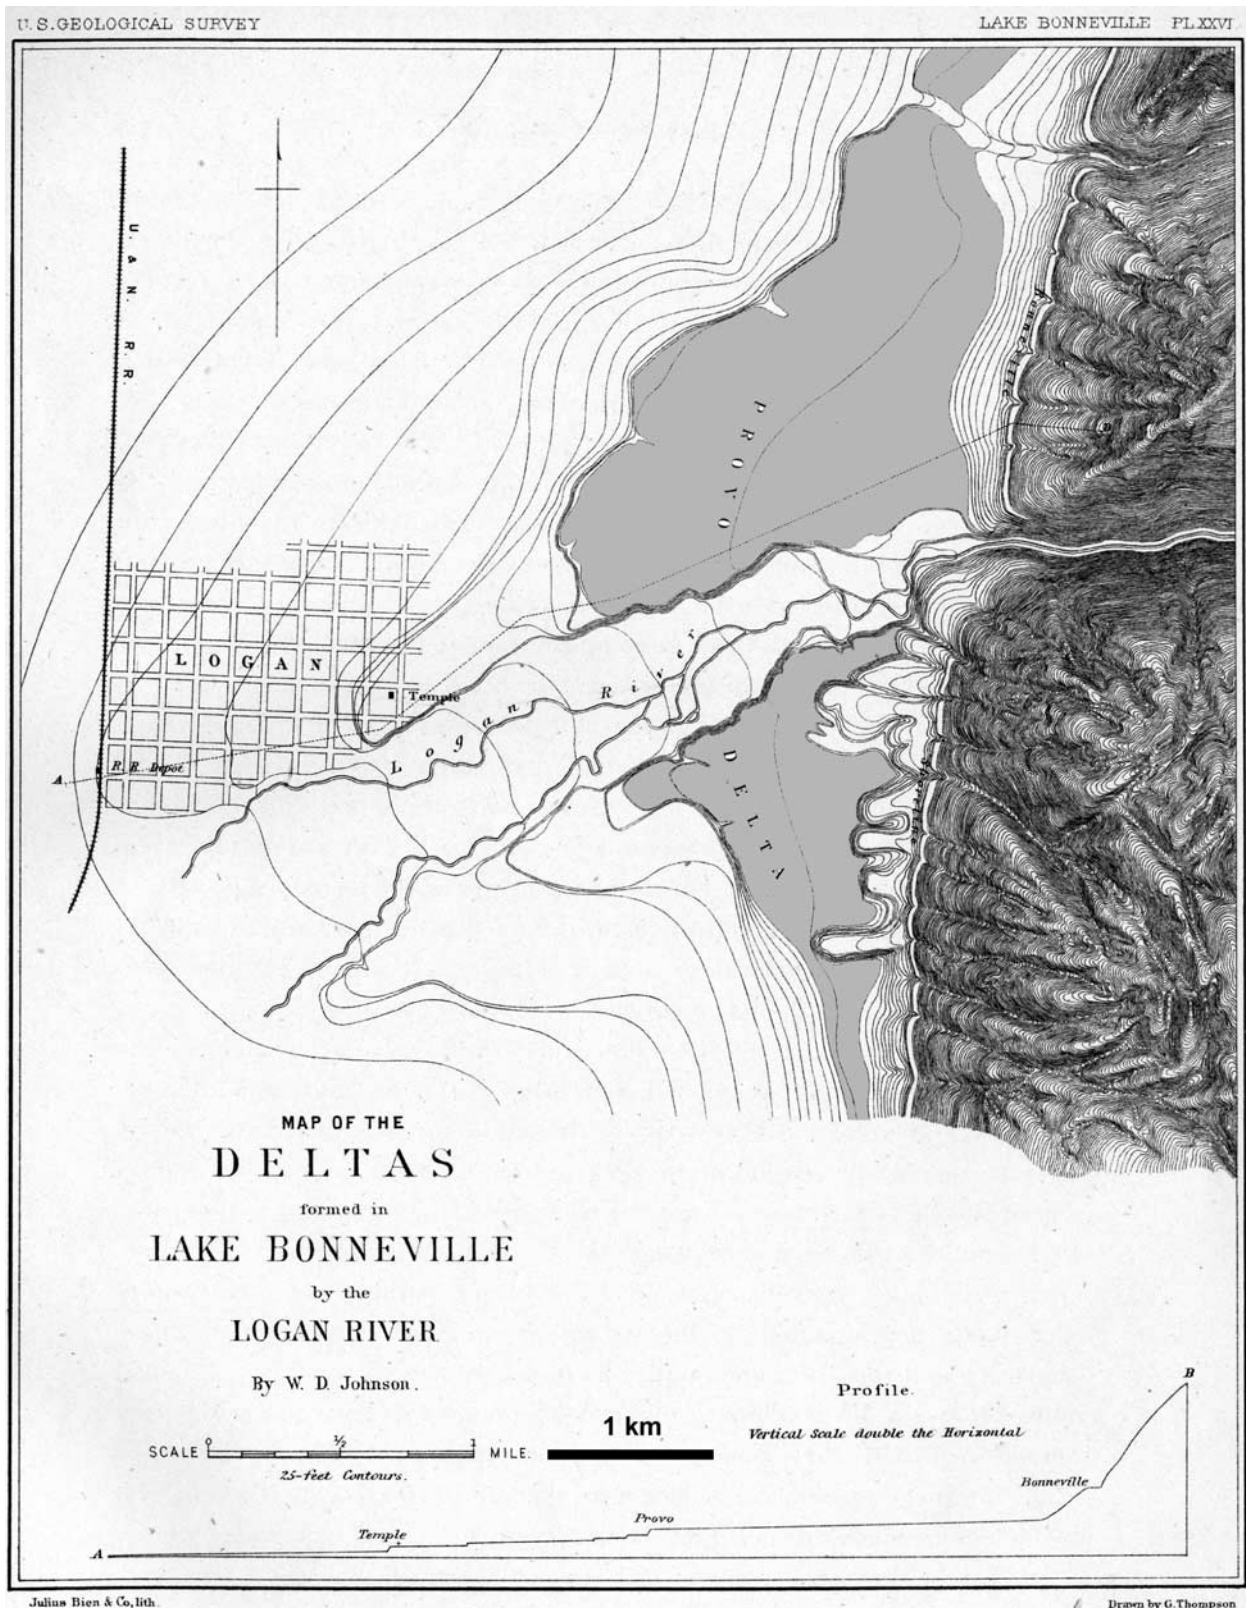 U. S. GEOLOGICAL SURVEY
LAKE BONNEVILLE PL XXVI
U. & N. R.R.
Bonneville
B
PROVO
LOGAN
Temple
Logan River
A
R. R. Depot
DELTA
Shoreline
MAP OF THE
DELTAS
formed in
LAKE BONNEVILLE
by the
LOGAN RIVER
By W. D. Johnson.
SCALE 0 ½ 1 MILE.
25-feet Contours.
1 km
Profile.
Vertical Scale double the Horizontal
B
Bonneville
Provo
Temple
A
Julius Bien & Co, lith.
Drawn by G. Thompson